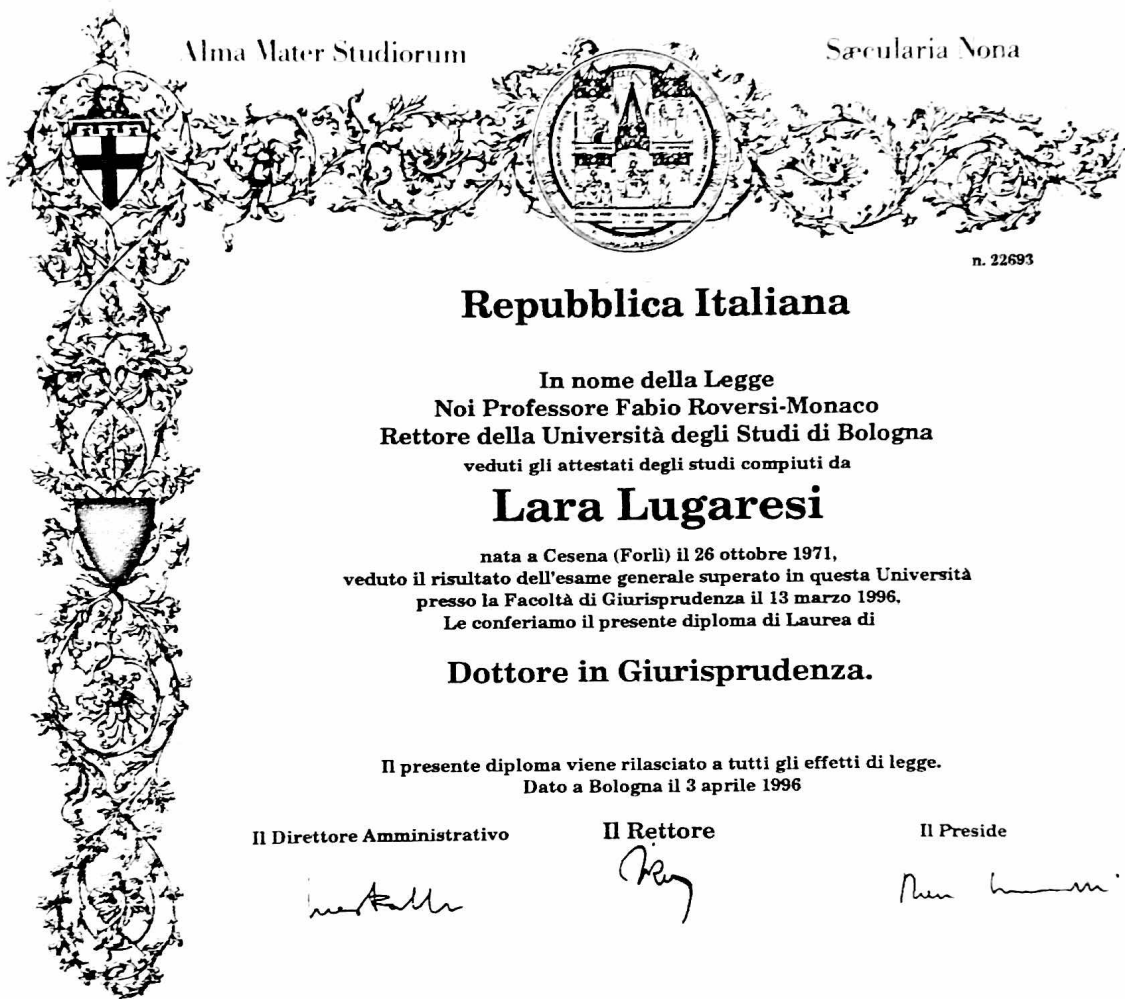 Alma Mater Studiorum
Sæcularia Nona
n. 22693
Repubblica Italiana
In nome della Legge
Noi Professore Fabio Roversi-Monaco
Rettore della Università degli Studi di Bologna
veduti gli attestati degli studi compiuti da
Lara Lugaresi
nata a Cesena (Forlì) il 26 ottobre 1971,
veduto il risultato dell'esame generale superato in questa Università
presso la Facoltà di Giurisprudenza il 13 marzo 1996,
Le conferiamo il presente diploma di Laurea di
Dottore in Giurisprudenza.
Il presente diploma viene rilasciato a tutti gli effetti di legge.
Dato a Bologna il 3 aprile 1996
Il Direttore Amministrativo
Il Rettore
Il Preside